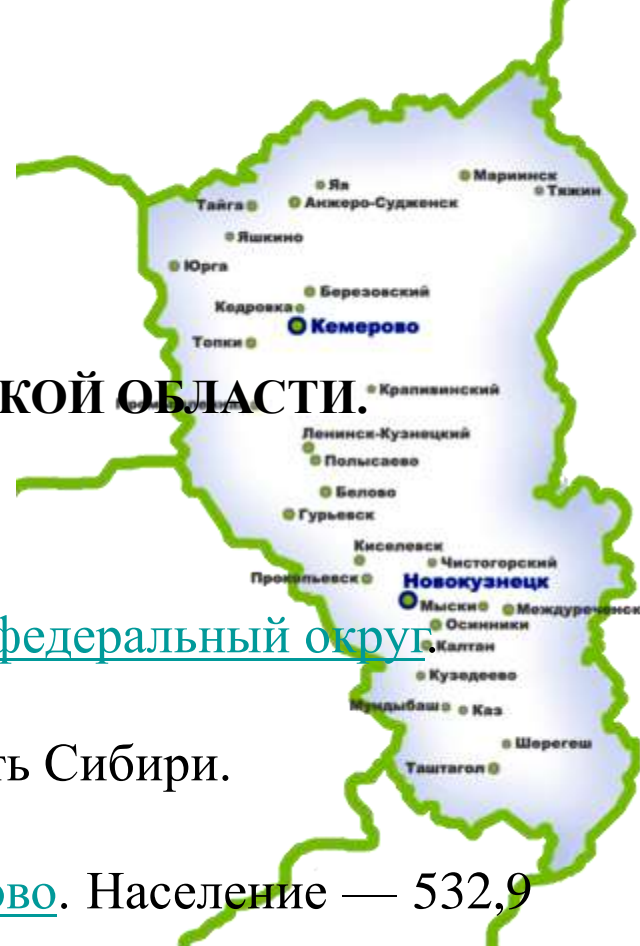 Мариинск
Яя
Тяжин
Тайга
Анжеро-Судженск
Яшкино
Юрга
Березовский
Кедровка
Кемерово
Топки
Крапивинский
КОЙ ОБЛАСТИ.
Ленинск-Кузнецкий
Полысаево
Белово
Гурьевск
Киселевск
Чистогорский
Прокопьевск
Новокузнецк
Мыски
Междуреченск
Осинники
федеральный округ.
Калтан
Кузедеево
Мундыбаш
Каз
Шерегеш
ть Сибири.
Таштагол
ово. Население — 532,9